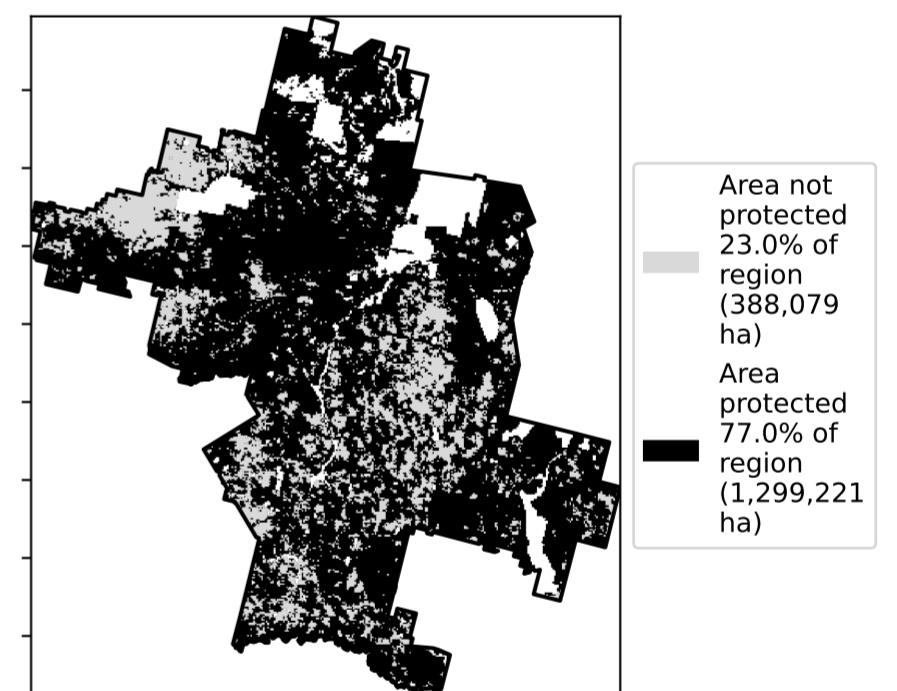 Area not
protected
23.0% of
region
(388,079
ha)
Area
protected
77.0% of
region
(1,299,221
ha)